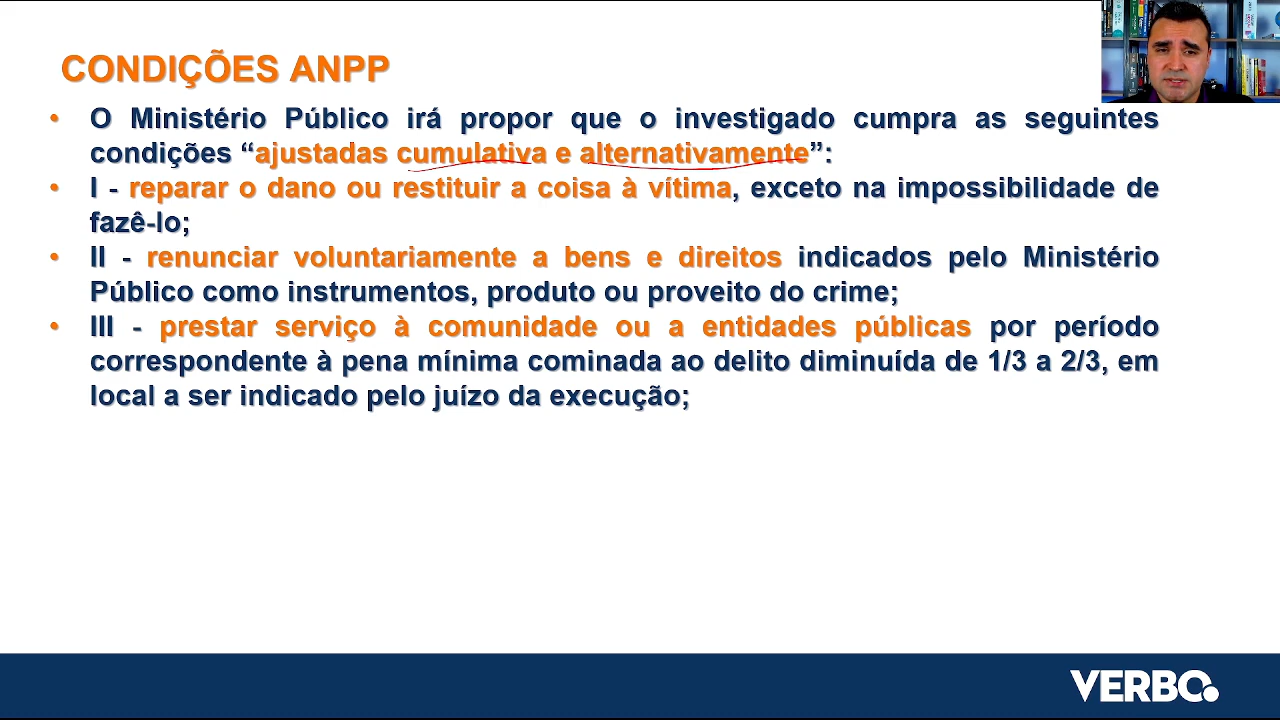 CONDIÇÕES ANPP
• O Ministério Público irá propor que o investigado cumpra as seguintes
condições “ajustadas cumulativa e alternativamente”:
• I - reparar o dano ou restituir a coisa à vítima, exceto na impossibilidade de
fazê-lo;
• II - renunciar voluntariamente a bens e direitos indicados pelo Ministério
Público como instrumentos, produto ou proveito do crime;
• III - prestar serviço à comunidade ou a entidades públicas por período
correspondente à pena mínima cominada ao delito diminuída de 1/3 a 2/3, em
local a ser indicado pelo juízo da execução;
VERBO